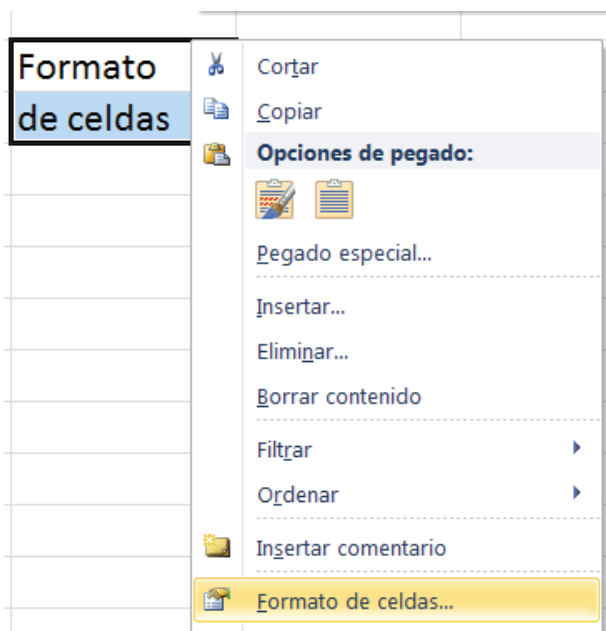 Formato
de celdas
Cortar
Copiar
Opciones de pegado:
Pegado especial...
Insertar...
Eliminar...
Borrar contenido
Filtrar
Ordenar
Insertar comentario
Formato de celdas...